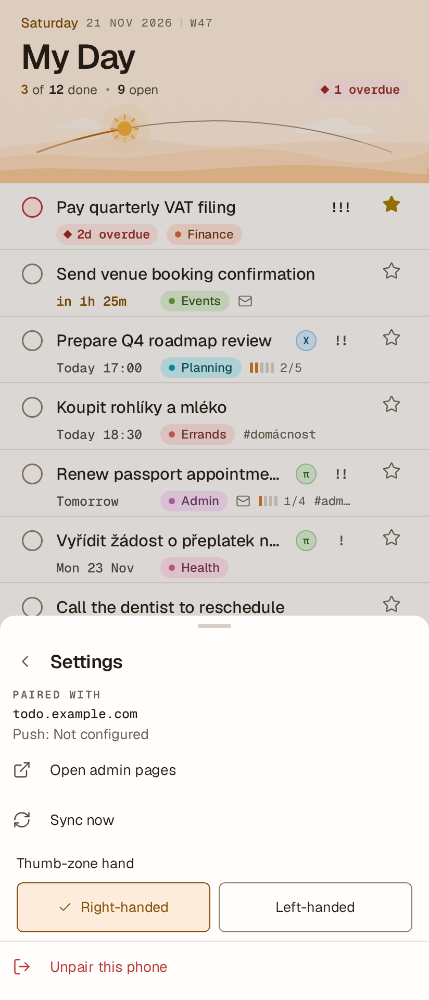 Saturday 21 NOV 2026 | W47
My Day
3 of 12 done • 9 open
◆ 1 overdue
Pay quarterly VAT filing !!!
◆ 2d overdue • Finance
Send venue booking confirmation
in 1h 25m • Events
Prepare Q4 roadmap review X !!
Today 17:00 • Planning 2/5
Koupit rohlíky a mléko
Today 18:30 • Errands #domácnost
Renew passport appointme… π !!
Tomorrow • Admin 1/4 #adm…
Vyřídit žádost o přeplatek n… π !
Mon 23 Nov • Health
Call the dentist to reschedule
Settings
PAIRED WITH
todo.example.com
Push: Not configured
Open admin pages
Sync now
Thumb-zone hand
✓ Right-handed
Left-handed
Unpair this phone